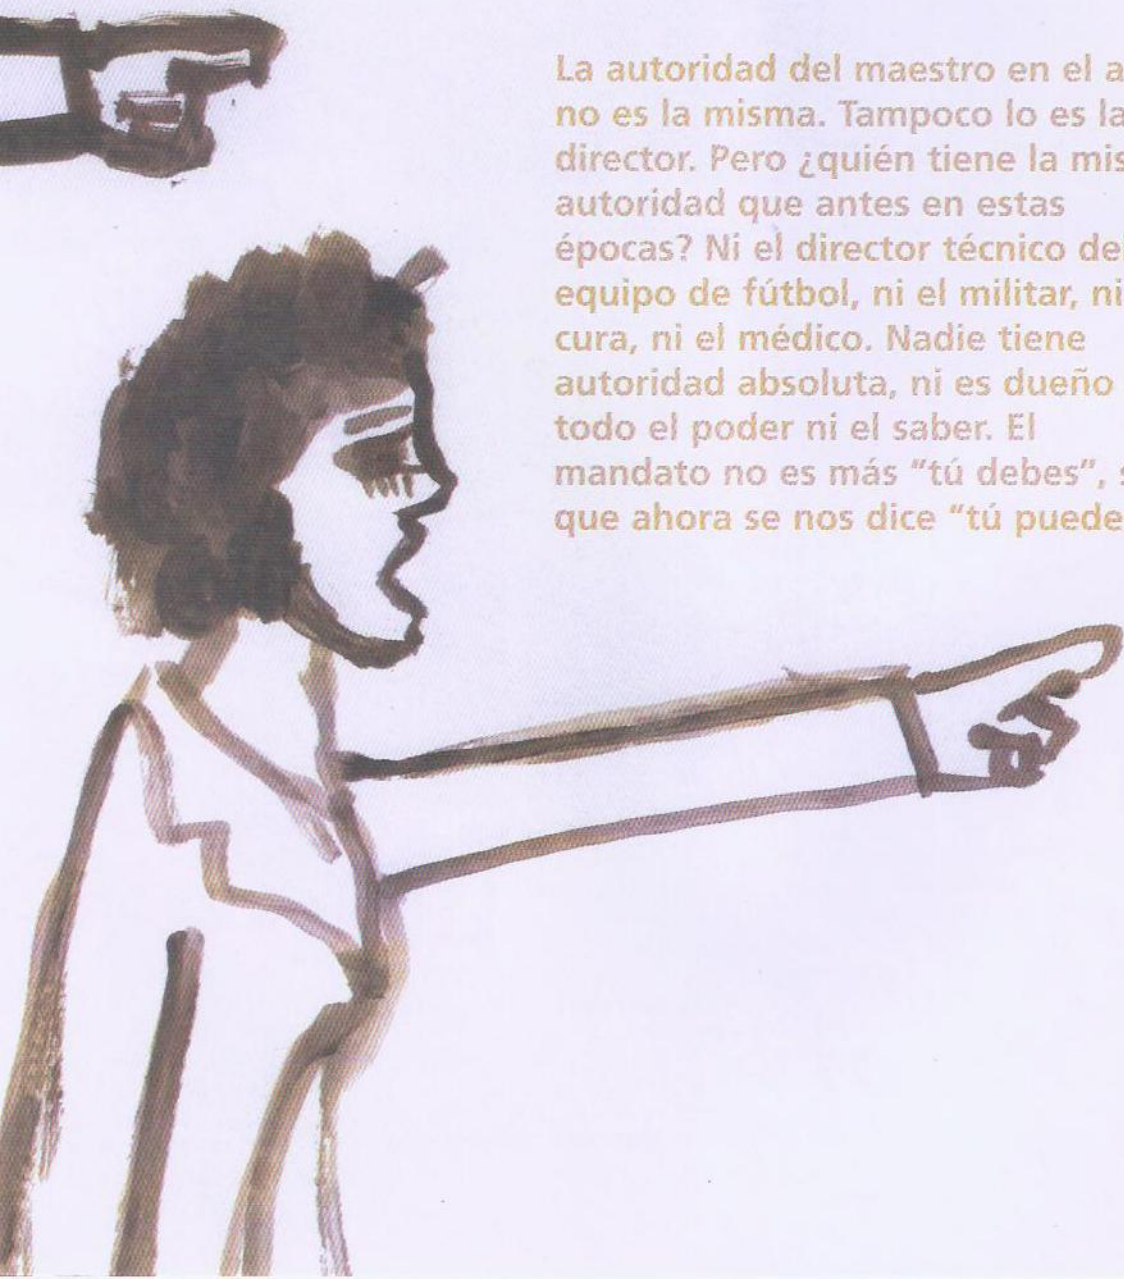 La autoridad del maestro en el a
no es la misma. Tampoco lo es la
director. Pero ¿quién tiene la mis
autoridad que antes en estas
épocas? Ni el director técnico del
equipo de fútbol, ni el militar, ni
cura, ni el médico. Nadie tiene
autoridad absoluta, ni es dueño
todo el poder ni el saber. El
mandato no es más “tú debes”, s
que ahora se nos dice “tú puede